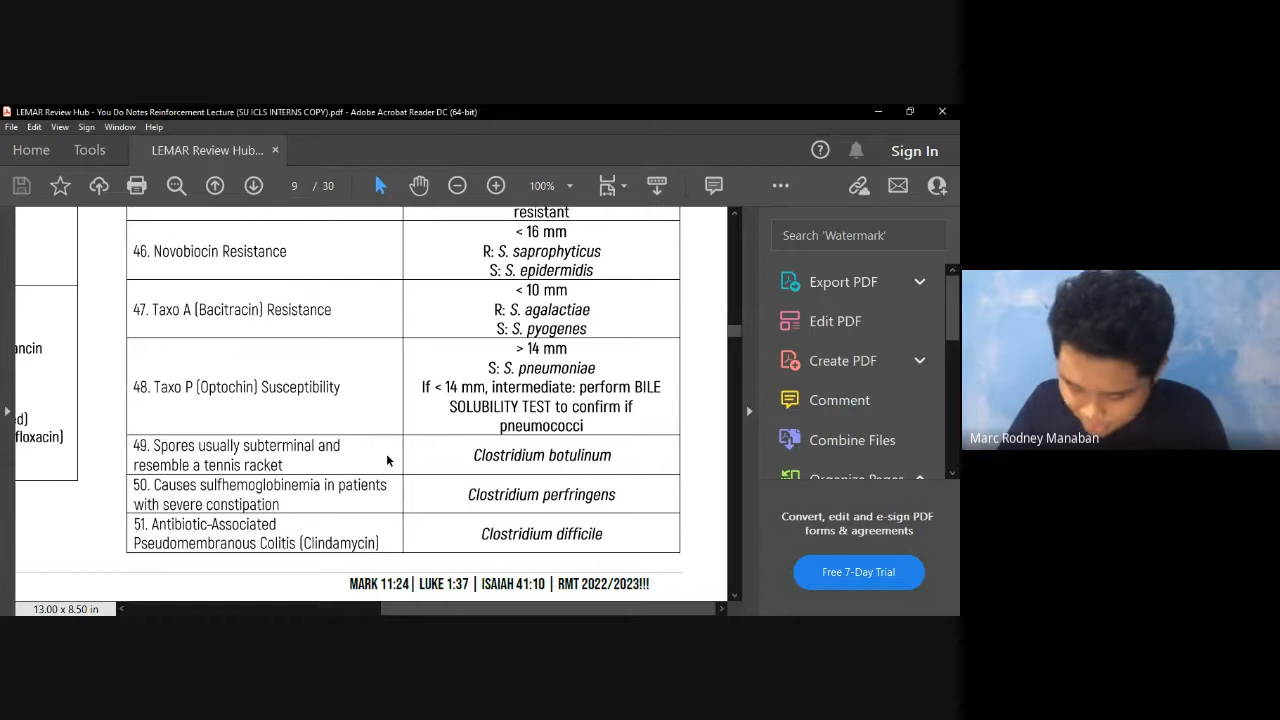 LEMAR Review Hub - You Do Notes Reinforcement Lecture (SU ICLS INTERNS COPY).pdf - Adobe Acrobat Reader DC (64-bit)
File Edit View Sign Window Help
Home Tools LEMAR Review Hub... × Sign In
9 / 30 100%
resistant
46. Novobiocin Resistance
< 16 mm
R: S. saprophyticus
S: S. epidermidis
47. Taxo A (Bacitracin) Resistance
< 10 mm
R: S. agalactiae
S: S. pyogenes
48. Taxo P (Optochin) Susceptibility
> 14 mm
S: S. pneumoniae
If < 14 mm, intermediate: perform BILE
SOLUBILITY TEST to confirm if
pneumococci
49. Spores usually subterminal and
resemble a tennis racket
Clostridium botulinum
50. Causes sulfhemoglobinemia in patients
with severe constipation
Clostridium perfringens
51. Antibiotic-Associated
Pseudomembranous Colitis (Clindamycin)
Clostridium difficile
MARK 11:24| LUKE 1:37 | ISAIAH 41:10 | RMT 2022/2023!!!
ancin
ed)
floxacin)
13.00 x 8.50 in
Search 'Watermark'
Export PDF
Edit PDF
Create PDF
Comment
Combine Files
Organize Pages
Convert, edit and e-sign PDF
forms & agreements
Free 7-Day Trial
Marc Rodney Manaban